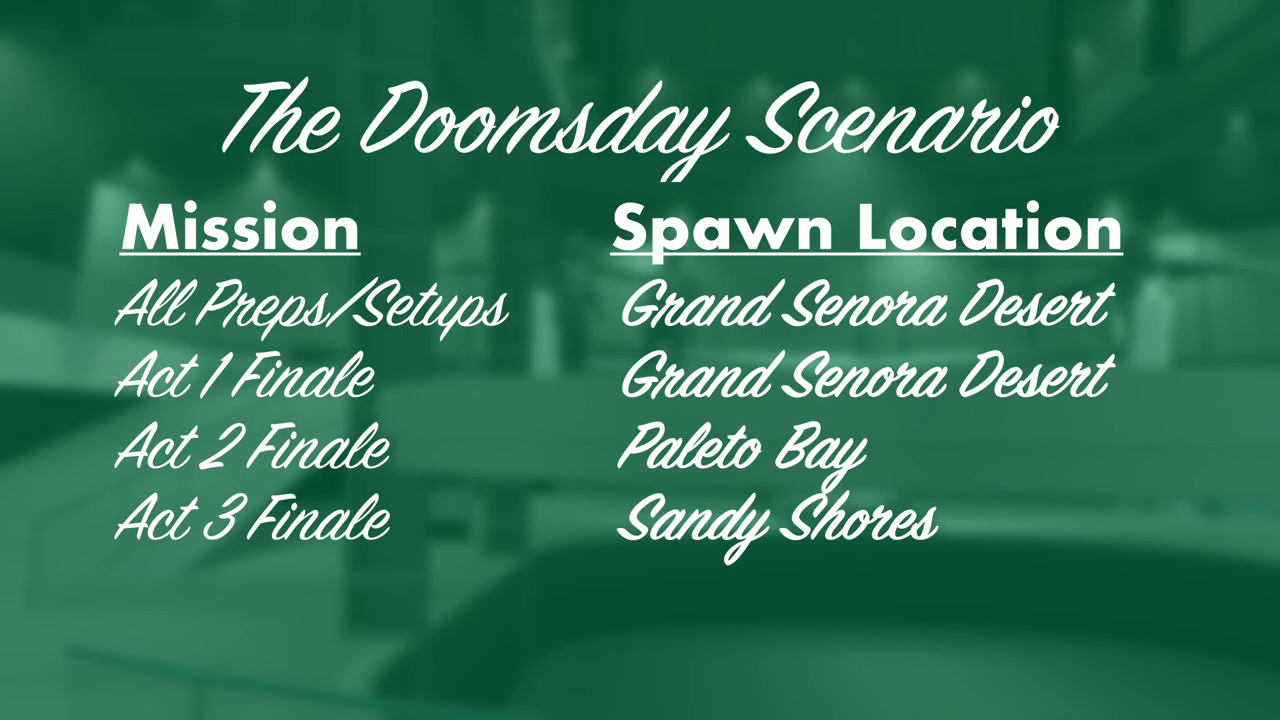 The Doomsday Scenario
Mission Spawn Location
All Preps/Setups Grand Senora Desert
Act 1 Finale Grand Senora Desert
Act 2 Finale Paleto Bay
Act 3 Finale Sandy Shores